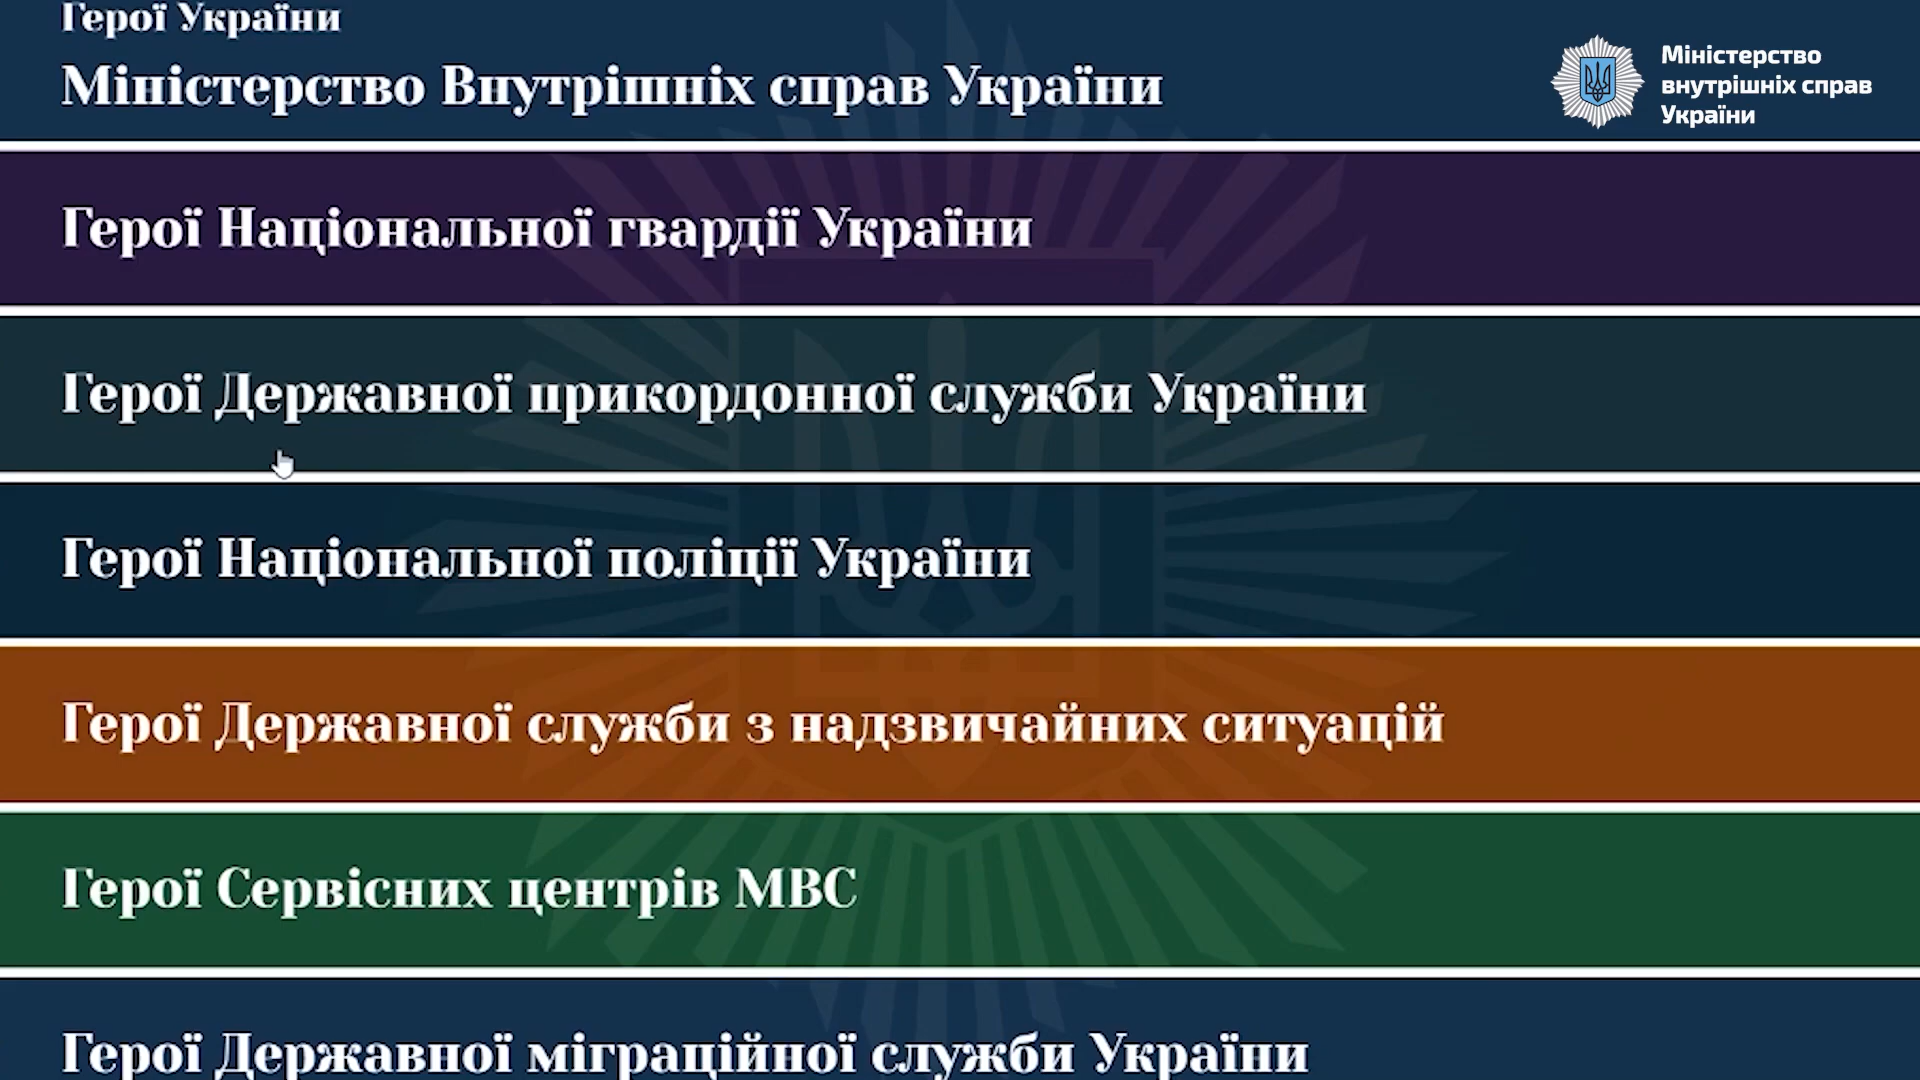 Герої України
Міністерство Внутрішніх справ України
Міністерство
внутрішніх справ
України
Герої Національної гвардії України
Герої Державної прикордонної служби України
Герої Національної поліції України
Герої Державної служби з надзвичайних ситуацій
Герої Сервісних центрів МВС
Герої Державної міграційної служби України